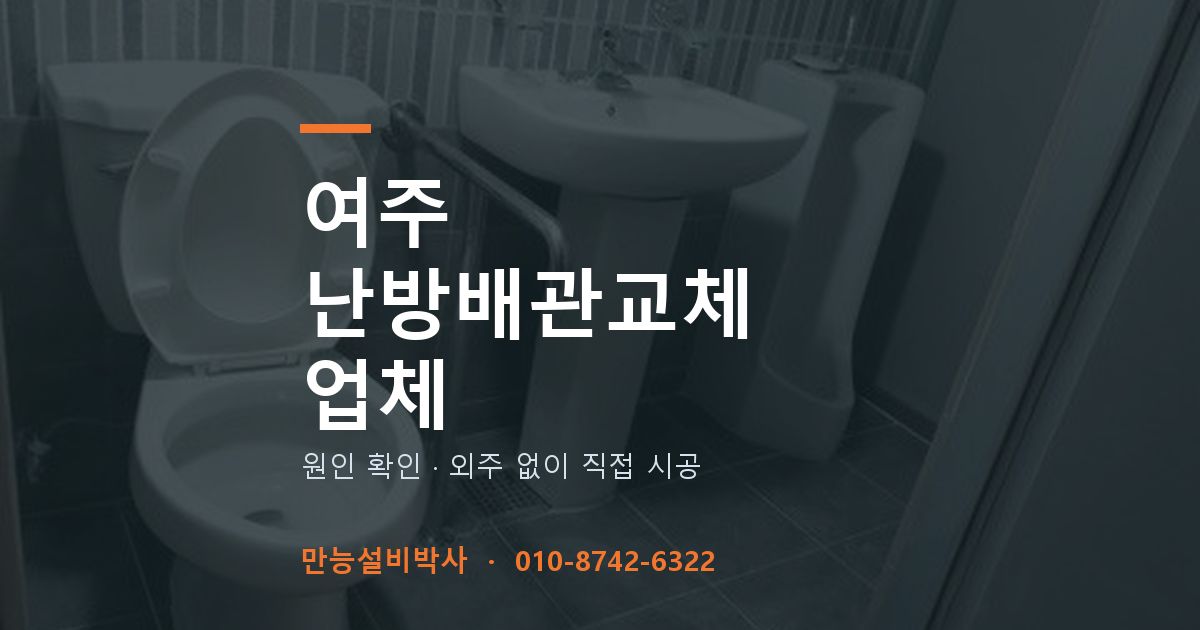 여주
난방배관교체
업체
원인 확인 · 외주 없이 직접 시공
만능설비박사 · 010-8742-6322